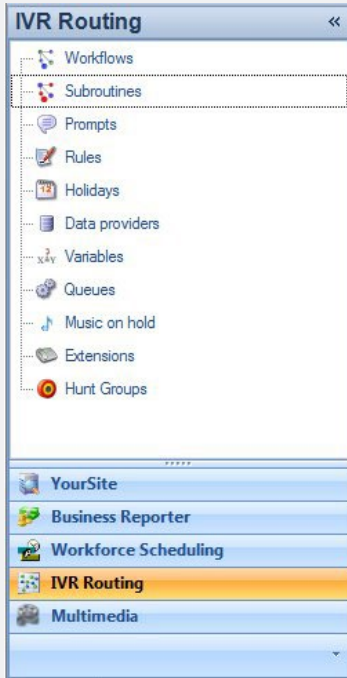 IVR Routing «
Workflows
Subroutines
Prompts
Rules
Holidays
Data providers
Variables
Queues
Music on hold
Extensions
Hunt Groups
YourSite
Business Reporter
Workforce Scheduling
IVR Routing
Multimedia